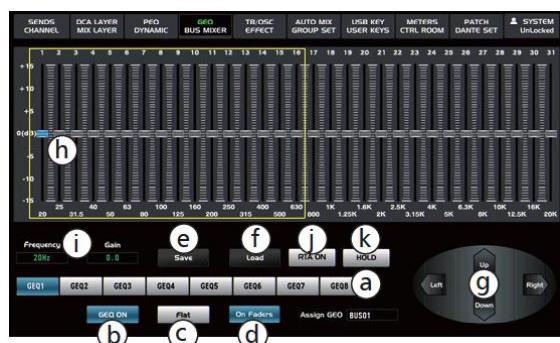 SENDS CHANNEL
DCA LAYER MIX LAYER
PEQ DYNAMIC
GEQ BUS MIXER
TR/OSC EFFECT
AUTO MIX GROUP SET
USB KEY USER KEYS
METERS CTRL ROOM
PATCH DANTE SET
SYSTEM UnLocked
1 2 3 4 5 6 7 8 9 10 11 12 13 14 15 16 17 18 19 20 21 22 23 24 25 26 27 28 29 30 31
+15
+10
+5
0(dB)
h
-5
-10
-15
25 40 63 100 160 250 400 630 1K 1.6K 2.5K 4K 6.3K 10K 16K
20 31.5 50 80 125 200 315 500 800 1.25K 2K 3.15K 5K 8K 12.5K 20K
Frequency i Gain e f j k
20Hz 0.0 Save Load RTA ON HOLD
GEQ1 GEQ2 GEQ3 GEQ4 GEQ5 GEQ6 GEQ7 GEQ8 a
Up
Left g Right
Down
GEQ ON Flat On Faders Assign GEQ BUS01
b c d